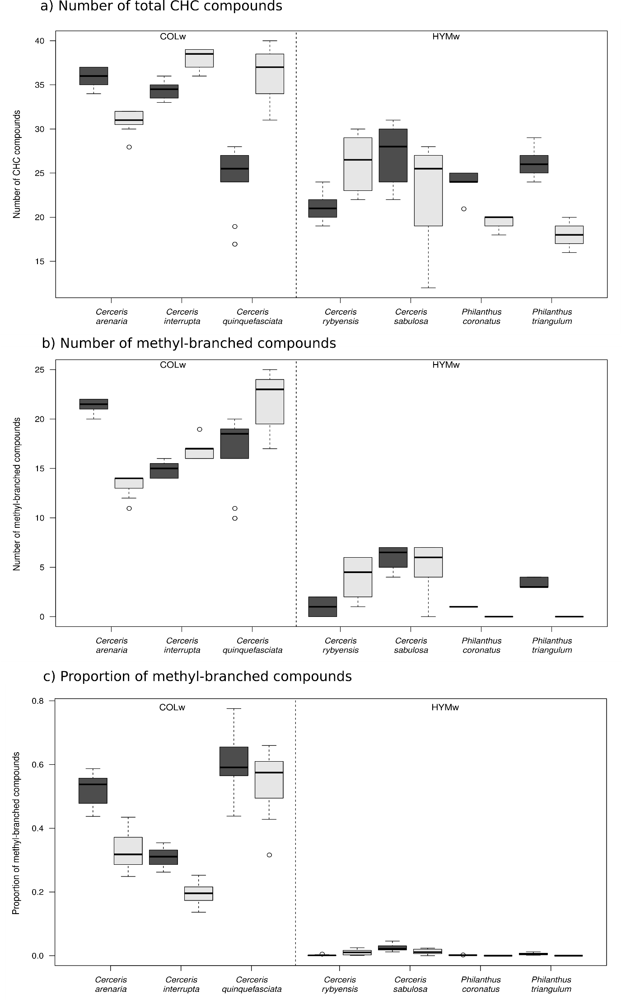 a) Number of total CHC compounds
COLw HYMw
40
35
30
25
20
15
Number of CHC compounds
Cerceris Cerceris Cerceris Cerceris Cerceris Philanthus Philanthus
arenaria interrupta quinquefasciata rybyensis sabulosa coronatus triangulum
b) Number of methyl-branched compounds
COLw HYMw
25
20
15
10
5
0
Number of methyl-branched compounds
Cerceris Cerceris Cerceris Cerceris Cerceris Philanthus Philanthus
arenaria interrupta quinquefasciata rybyensis sabulosa coronatus triangulum
c) Proportion of methyl-branched compounds
COLw HYMw
0.8
0.6
0.4
0.2
0.0
Proportion of methyl-branched compounds
Cerceris Cerceris Cerceris Cerceris Cerceris Philanthus Philanthus
arenaria interrupta quinquefasciata rybyensis sabulosa coronatus triangulum